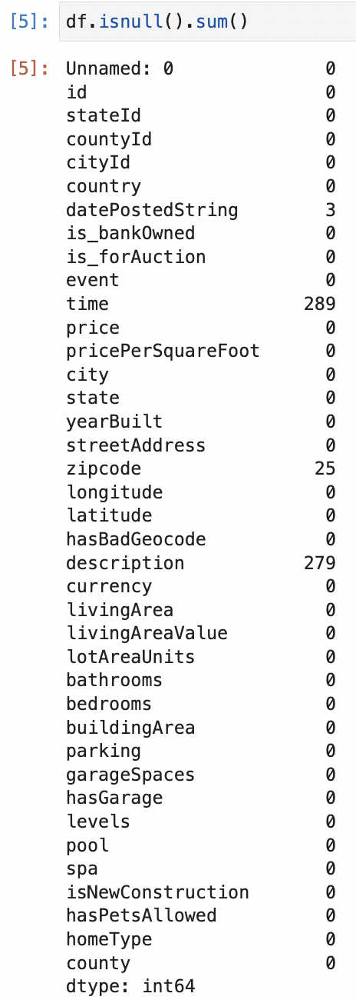 [5]: df.isnull().sum()
[5]: Unnamed: 0 0
id 0
stateId 0
countyId 0
cityId 0
country 0
datePostedString 3
is_bankOwned 0
is_forAuction 0
event 0
time 289
price 0
pricePerSquareFoot 0
city 0
state 0
yearBuilt 0
streetAddress 0
zipcode 25
longitude 0
latitude 0
hasBadGeocode 0
description 279
currency 0
livingArea 0
livingAreaValue 0
lotAreaUnits 0
bathrooms 0
bedrooms 0
buildingArea 0
parking 0
garageSpaces 0
hasGarage 0
levels 0
pool 0
spa 0
isNewConstruction 0
hasPetsAllowed 0
homeType 0
county 0
dtype: int64